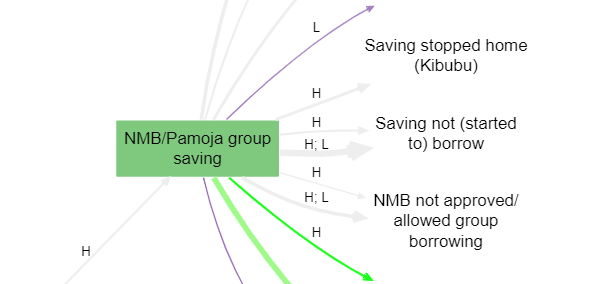 L
Saving stopped home
(Kibubu)
H
H
Saving not (started
to) borrow
NMB/Pamoja group
saving
H; L
H
NMB not approved/
allowed group
borrowing
H; L
H
H